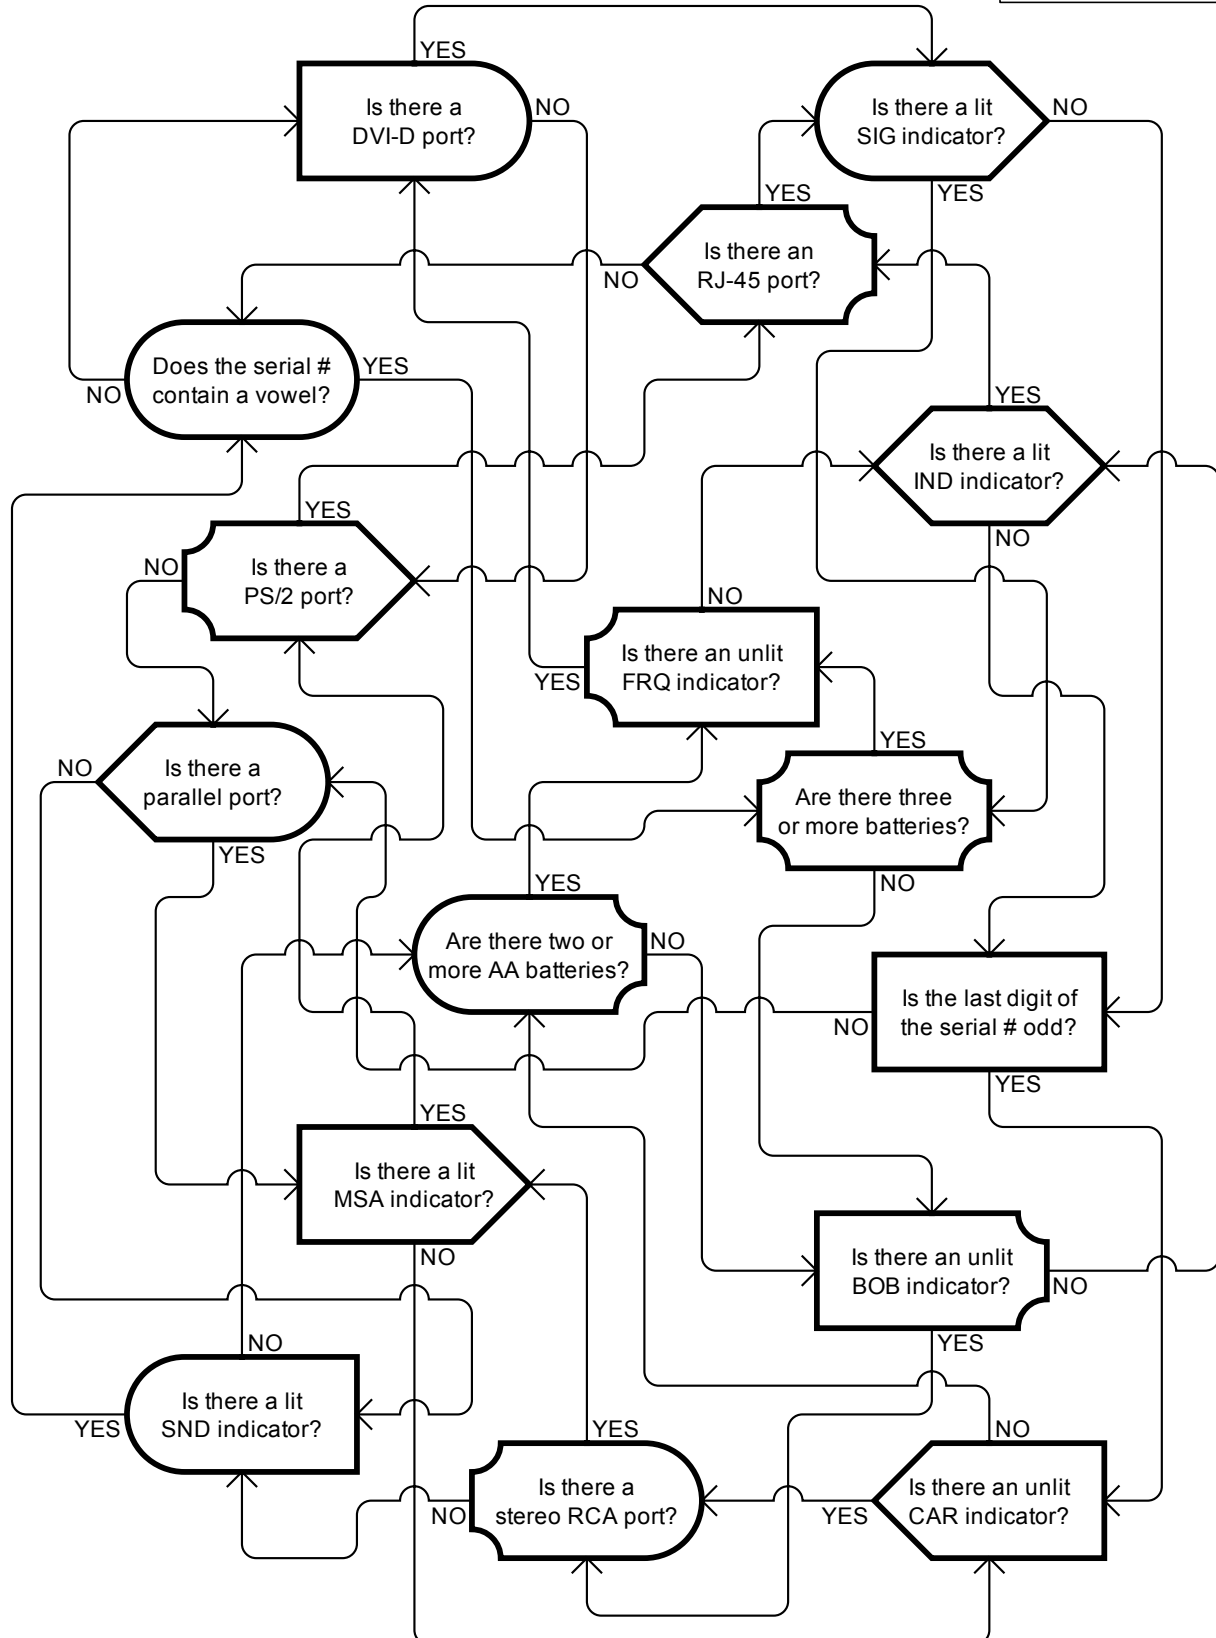 YES
Is there a
DVI-D port?
NO
Is there a lit
SIG indicator?
NO
YES
YES
Is there an
RJ-45 port?
NO
Does the serial #
contain a vowel?
YES
NO
YES
Is there a lit
IND indicator?
NO
YES
NO
Is there a
PS/2 port?
NO
Is there an unlit
FRQ indicator?
YES
NO
Is there a
parallel port?
YES
YES
Are there three
or more batteries?
NO
YES
Are there two or
more AA batteries?
NO
Is the last digit of
the serial # odd?
NO
YES
YES
Is there a lit
MSA indicator?
NO
Is there an unlit
BOB indicator?
NO
YES
NO
Is there a lit
SND indicator?
YES
YES
Is there a
stereo RCA port?
NO
NO
Is there an unlit
CAR indicator?
YES